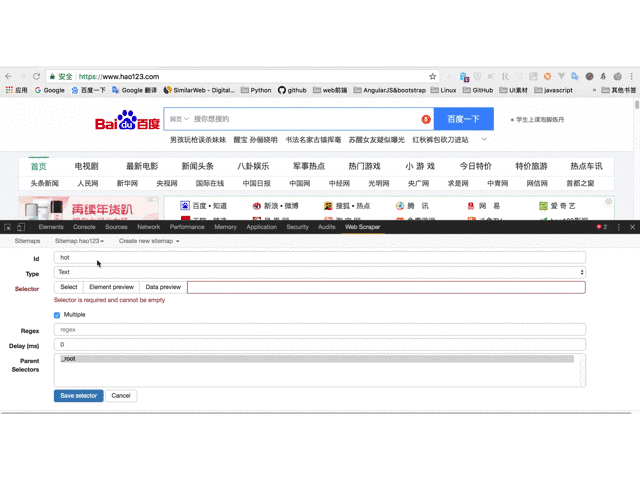 安全 https://www.hao123.com
应用 Google 百度一下 Google 翻译 SimilarWeb - Digital... Python github web前端 AngularJS&bootstrap Linux GitHub UI素材 javascript » 其他书签
Bai du 百度 网页 搜你想搜的 5 百度一下 学生上课泡脚练丹
男孩玩枪误杀妹妹 醒宝 孙俪晓明 书法名家古镇挥毫 苏醒女友疑似曝光 红秋裤包砍刀进站
首页 电视剧 最新电影 新闻头条 八卦娱乐 军事热点 热门游戏 小 游 戏 今日特价 特价旅游 热点车讯
头条新闻 人民网 新华网 央视网 国际在线 中国日报 中国网 中经网 光明网 央广网 求是网 中青网 网信网 首都之窗
再续年货趴 百度 • 知道 新浪 • 微博 搜狐 • 热点 腾 讯 网 易 爱 奇 艺
Elements Console Sources Network Performance Memory Application Security Audits Web Scraper 2
Sitemaps Sitemap hao123 Create new sitemap
Id hot
Type Text
Selector Select Element preview Data preview
Selector is required and cannot be empty
Multiple
Regex regex
Delay (ms) 0
Parent Selectors _root
Save selector Cancel